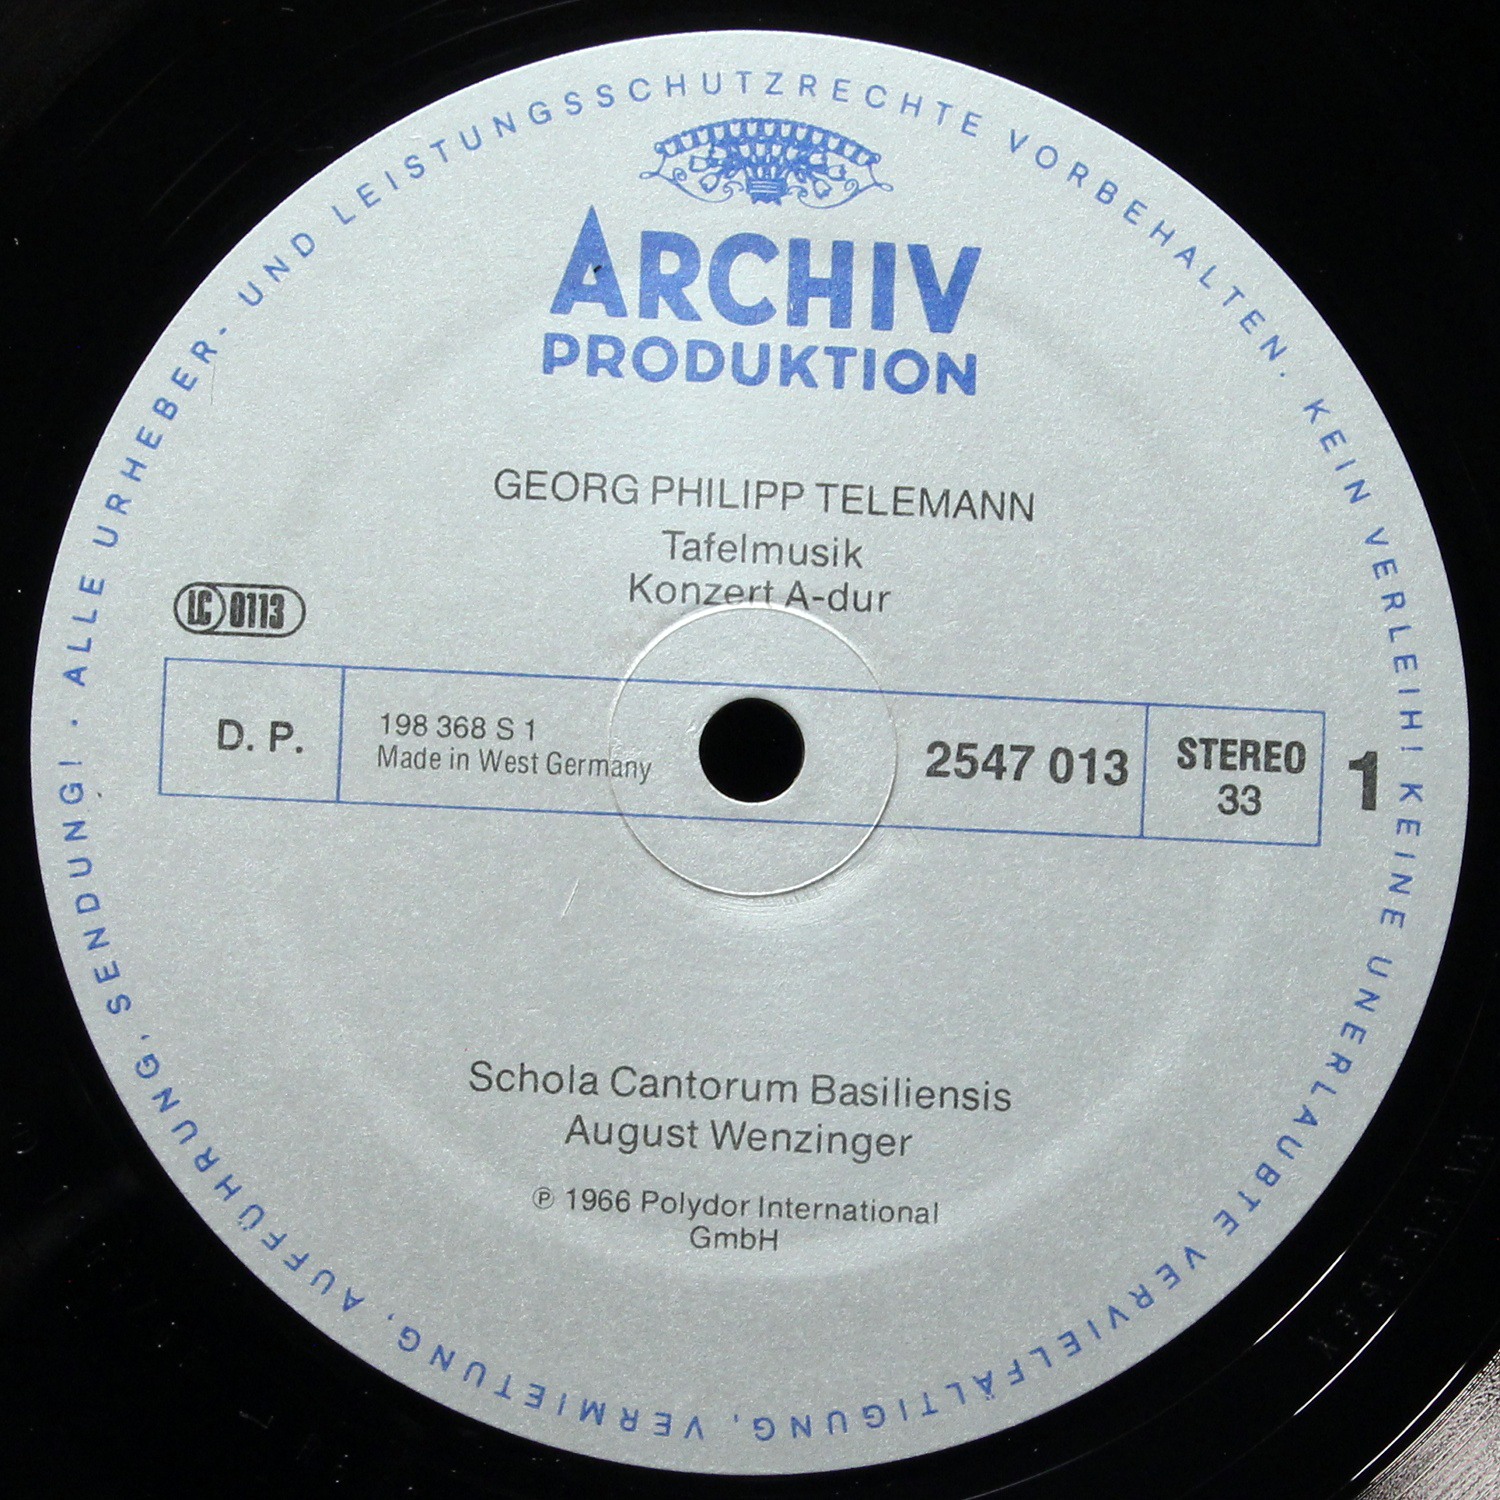 ALLE URHEBER- UND LEISTUNGSSCHUTZRECHTE VORBEHALTEN. KEIN VERLEIH! KEINE UNERLAUBTE VERVIELFÄLTIGUNG, VERMIETUNG, AUFFÜHRUNG, SENDUNG! ·
ARCHIV
PRODUKTION
GEORG PHILIPP TELEMANN
Tafelmusik
Konzert A-dur
LC 0113
D. P.
198 368 S 1
Made in West Germany
2547 013
STEREO
33
1
Schola Cantorum Basiliensis
August Wenzinger
℗ 1966 Polydor International
GmbH